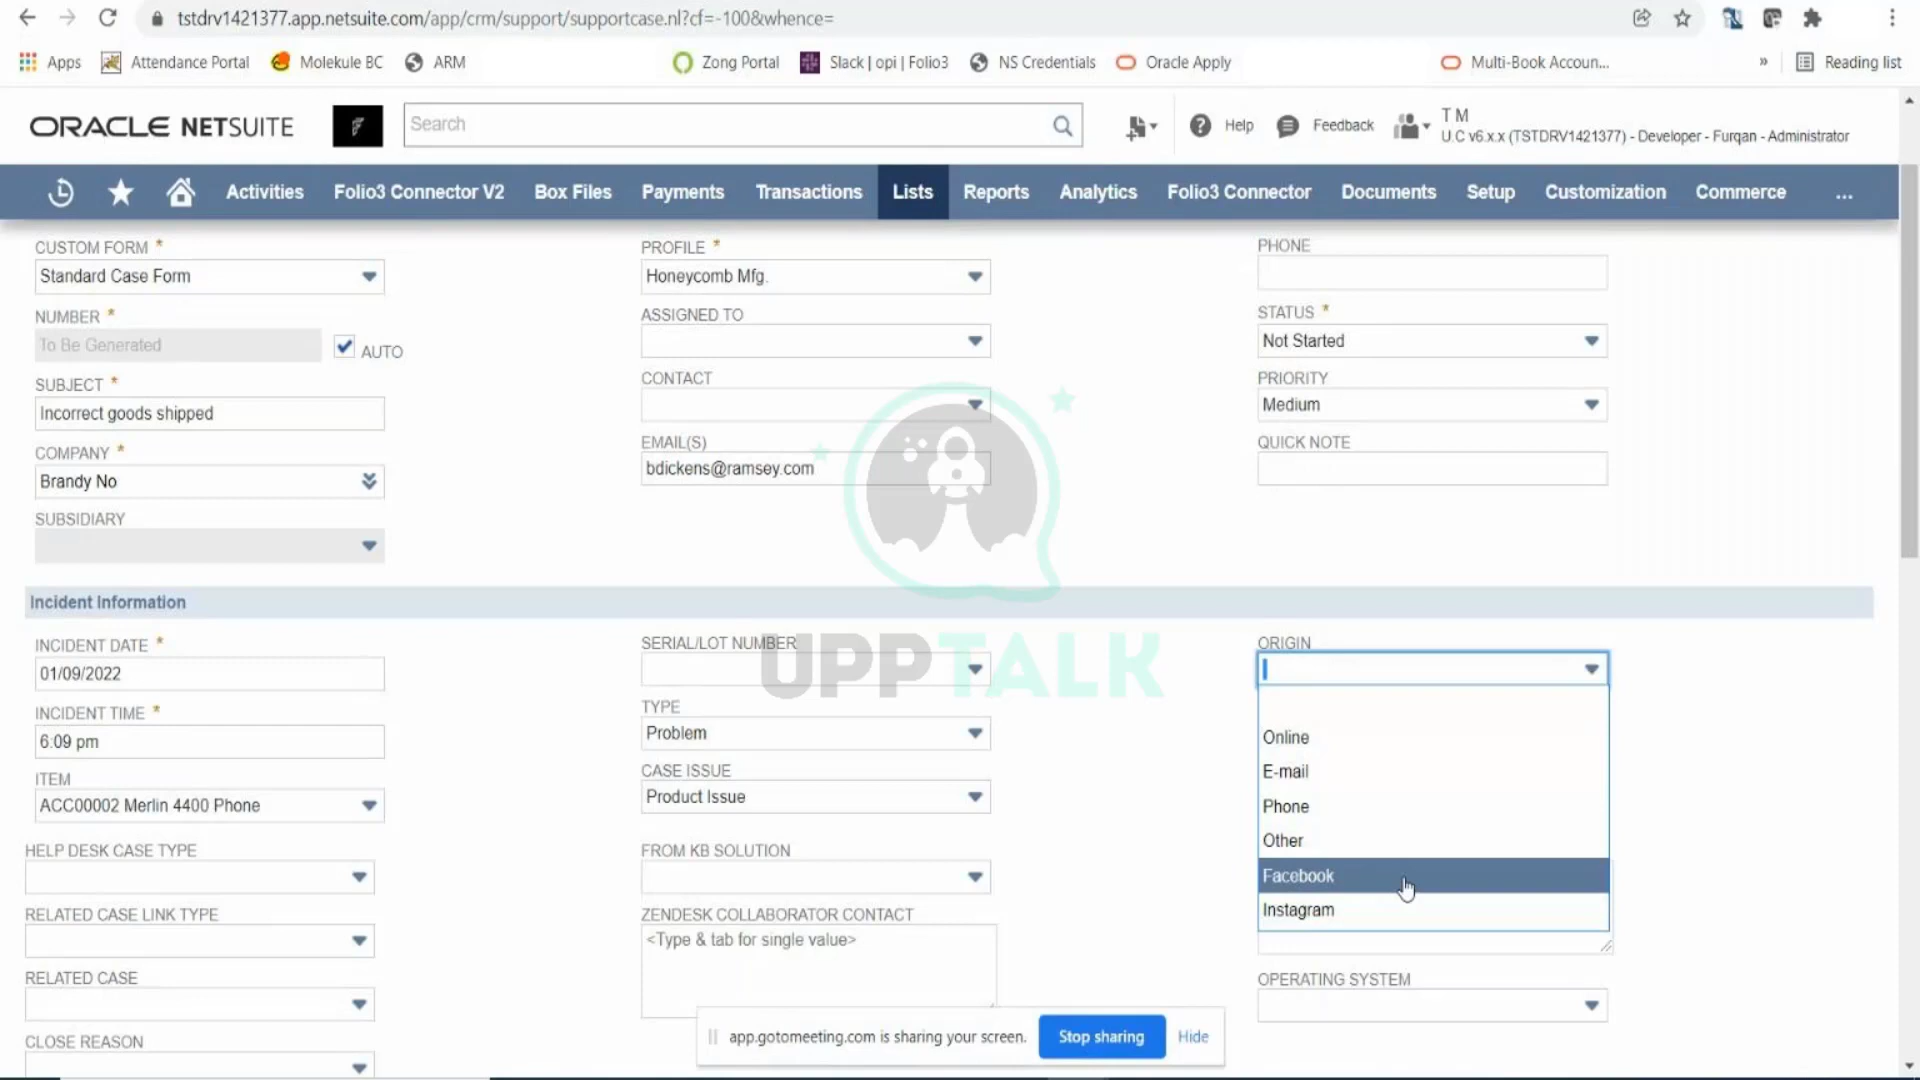 tstdrv1421377.app.netsuite.com/app/crm/support/supportcase.nl?cf=-100&whence=
Apps Attendance Portal Molekule BC ARM Zong Portal Slack | opi | Folio3 NS Credentials Oracle Apply Multi-Book Accoun... » Reading list
ORACLE NETSUITE Search Help Feedback T M
U.C v6.x.x (TSTDRV1421377) - Developer - Furqan - Administrator
Activities Folio3 Connector V2 Box Files Payments Transactions Lists Reports Analytics Folio3 Connector Documents Setup Customization Commerce ...
CUSTOM FORM * PROFILE * PHONE
Standard Case Form Honeycomb Mfg.
NUMBER * ASSIGNED TO STATUS *
To Be Generated AUTO Not Started
SUBJECT * CONTACT PRIORITY
Incorrect goods shipped Medium
COMPANY * EMAIL(S) QUICK NOTE
Brandy No bdickens@ramsey.com
SUBSIDIARY
Incident Information
INCIDENT DATE * SERIAL/LOT NUMBER ORIGIN
01/09/2022
UPPTALK
INCIDENT TIME * TYPE
6:09 pm Problem Online
ITEM CASE ISSUE E-mail
ACC00002 Merlin 4400 Phone Product Issue Phone
HELP DESK CASE TYPE FROM KB SOLUTION Other
Facebook
RELATED CASE LINK TYPE ZENDESK COLLABORATOR CONTACT Instagram
<Type & tab for single value>
RELATED CASE OPERATING SYSTEM
CLOSE REASON
app.gotomeeting.com is sharing your screen. Stop sharing Hide